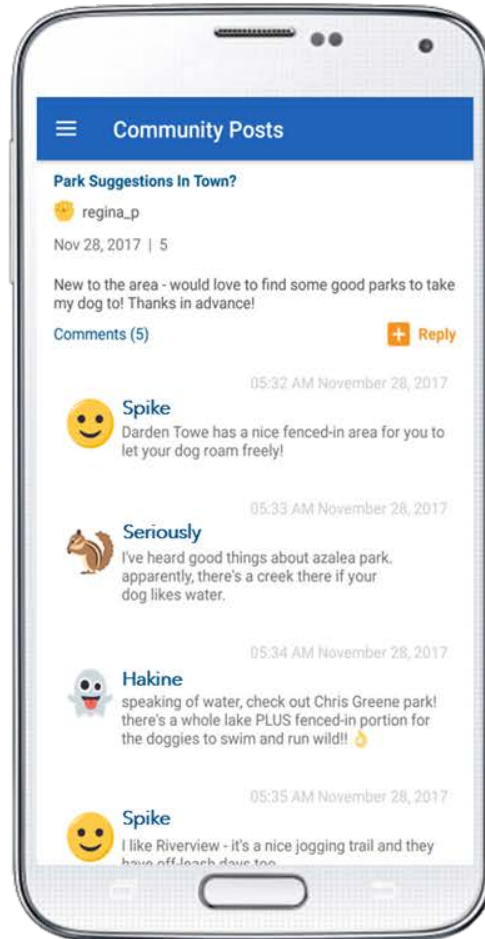 Community Posts
Park Suggestions In Town?
regina_p
Nov 28, 2017 | 5
New to the area - would love to find some good parks to take
my dog to! Thanks in advance!
Comments (5)
Reply
05:32 AM November 28, 2017
Spike
Darden Towe has a nice fenced-in area for you to
let your dog roam freely!
05:33 AM November 28, 2017
Seriously
I've heard good things about azalea park.
apparently, there's a creek there if your
dog likes water.
05:34 AM November 28, 2017
Hakine
speaking of water, check out Chris Greene park!
there's a whole lake PLUS fenced-in portion for
the doggies to swim and run wild!! 👌
05:35 AM November 28, 2017
Spike
I like Riverview - it's a nice jogging trail and they
have off-leash days too